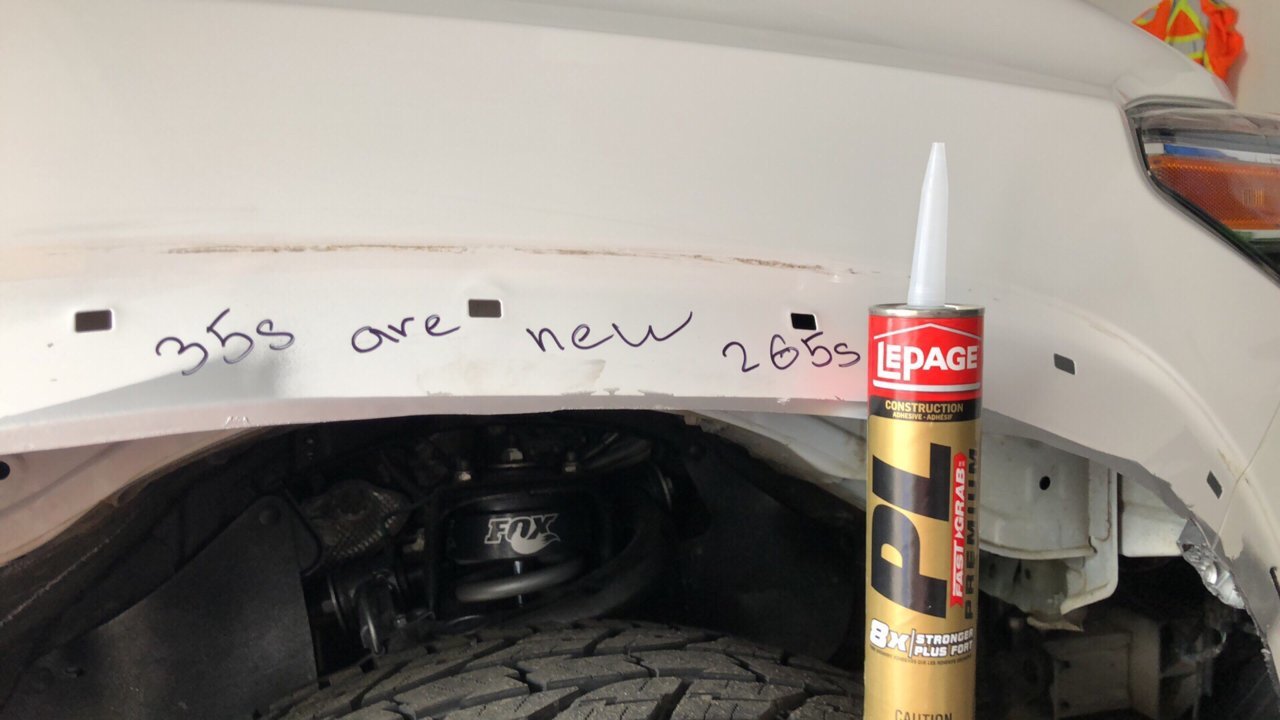 35s are new 265s
LEPAGE
CONSTRUCTION
ADHESIVE - ADHÉSIF
PL
FAST GRAB
PREMIUM
8X STRONGER
PLUS FORT
CAUTION
FOX